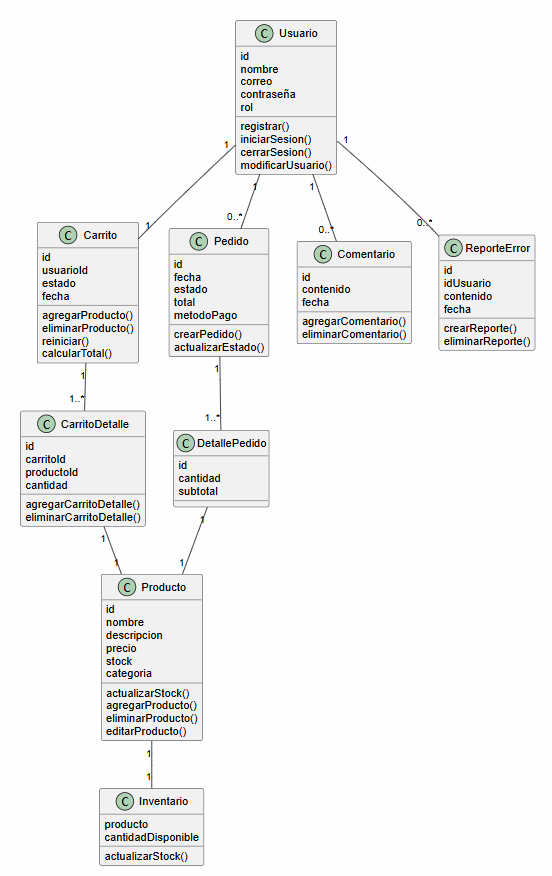 C Usuario
id
nombre
correo
contraseña
rol
registrar()
iniciarSesion()
cerrarSesion()
modificarUsuario()
1
1
1
1
1
0..*
0..*
0..*
C Carrito
id
usuarioId
estado
fecha
agregarProducto()
eliminarProducto()
reiniciar()
calcularTotal()
C Pedido
id
fecha
estado
total
metodoPago
crearPedido()
actualizarEstado()
C Comentario
id
contenido
fecha
agregarComentario()
eliminarComentario()
C ReporteError
id
idUsuario
contenido
fecha
crearReporte()
eliminarReporte()
1
1..*
1
1..*
C CarritoDetalle
id
carritoId
productoId
cantidad
agregarCarritoDetalle()
eliminarCarritoDetalle()
C DetallePedido
id
cantidad
subtotal
1
1
1
1
C Producto
id
nombre
descripcion
precio
stock
categoria
actualizarStock()
agregarProducto()
eliminarProducto()
editarProducto()
1
1
C Inventario
producto
cantidadDisponible
actualizarStock()